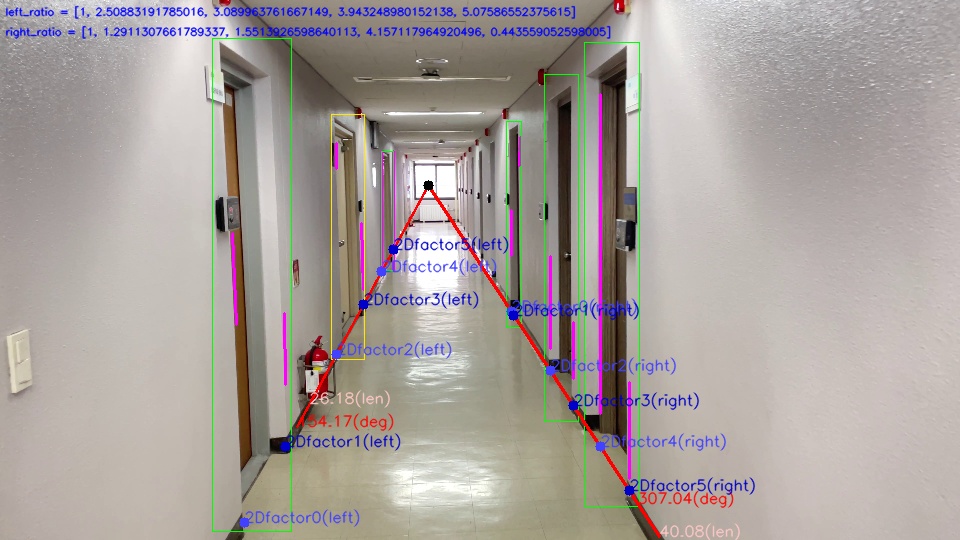 left_ratio = [1, 2.50883191785016, 3.089963761667149, 3.943248980152138, 5.07586552375615]
right_ratio = [1, 1.2911307661789337, 1.5513926598640113, 4.157117964920496, 0.443559052598005]
2Dfactor5(left)
2Dfactor4(left)
2Dfactor3(left)
2Dfactor1(right)
2Dfactor2(left)
2Dfactor2(right)
26.18(len)
2Dfactor3(right)
54.17(deg)
2Dfactor1(left)
2Dfactor4(right)
2Dfactor5(right)
307.04(deg)
2Dfactor0(left)
40.08(len)